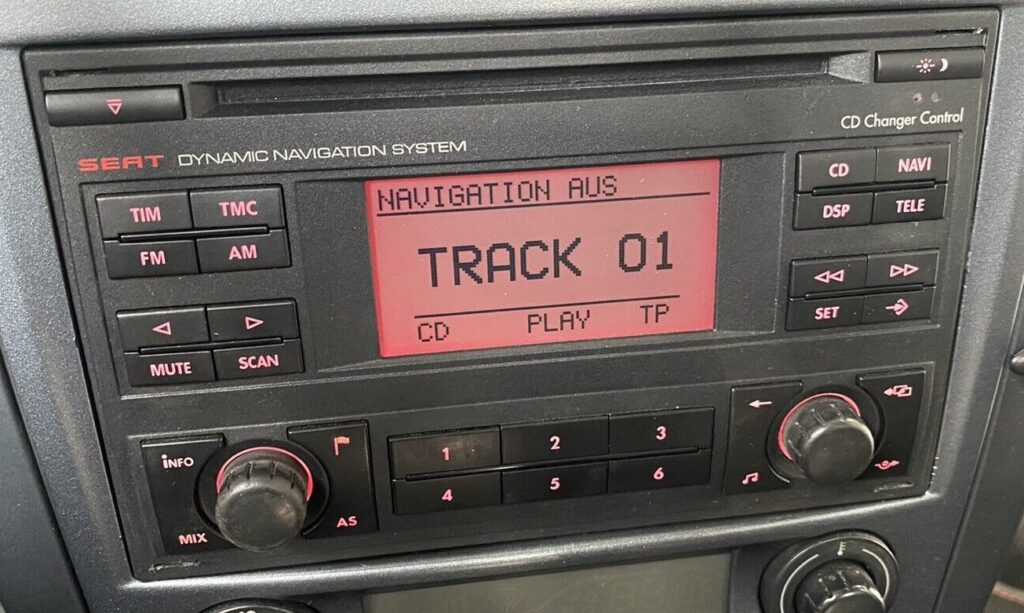 CD Changer Control
SEAT DYNAMIC NAVIGATION SYSTEM
TIM TMC
FM AM
MUTE SCAN
NAVIGATION AUS
TRACK 01
CD PLAY TP
CD NAVI
DSP TELE
SET
INFO
MIX AS
1 2 3
4 5 6